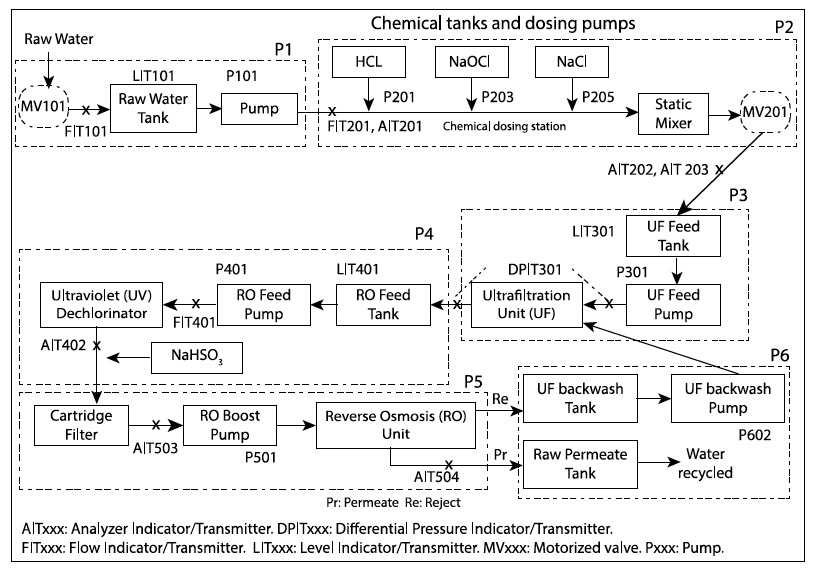 Chemical tanks and dosing pumps
P2
Raw Water
P1
HCL
NaOCl
NaCl
LIT101
P101
MV101
Raw Water
Tank
Pump
P201
P203
P205
Static
Mixer
MV201
FIT101
FIT201, AIT201
Chemical dosing station
AIT202, AIT 203
P3
P4
LIT301
UF Feed
Tank
P401
LIT401
DPIT301
P301
Ultraviolet (UV)
Dechlorinator
RO Feed
Pump
RO Feed
Tank
Ultrafiltration
Unit (UF)
UF Feed
Pump
FIT401
AIT402
NaHSO3
P6
P5
UF backwash
Tank
UF backwash
Pump
Re
Cartridge
Filter
RO Boost
Pump
Reverse Osmosis (RO)
Unit
P602
AIT503
P501
Pr
Raw Permeate
Tank
Water
recycled
AIT504
Pr: Permeate Re: Reject
AITxxx: Analyzer Indicator/Transmitter. DPITxxx: Differential Pressure Indicator/Transmitter.
FITxxx: Flow Indicator/Transmitter. LITxxx: Level Indicator/Transmitter. MVxxx: Motorized valve. Pxxx: Pump.